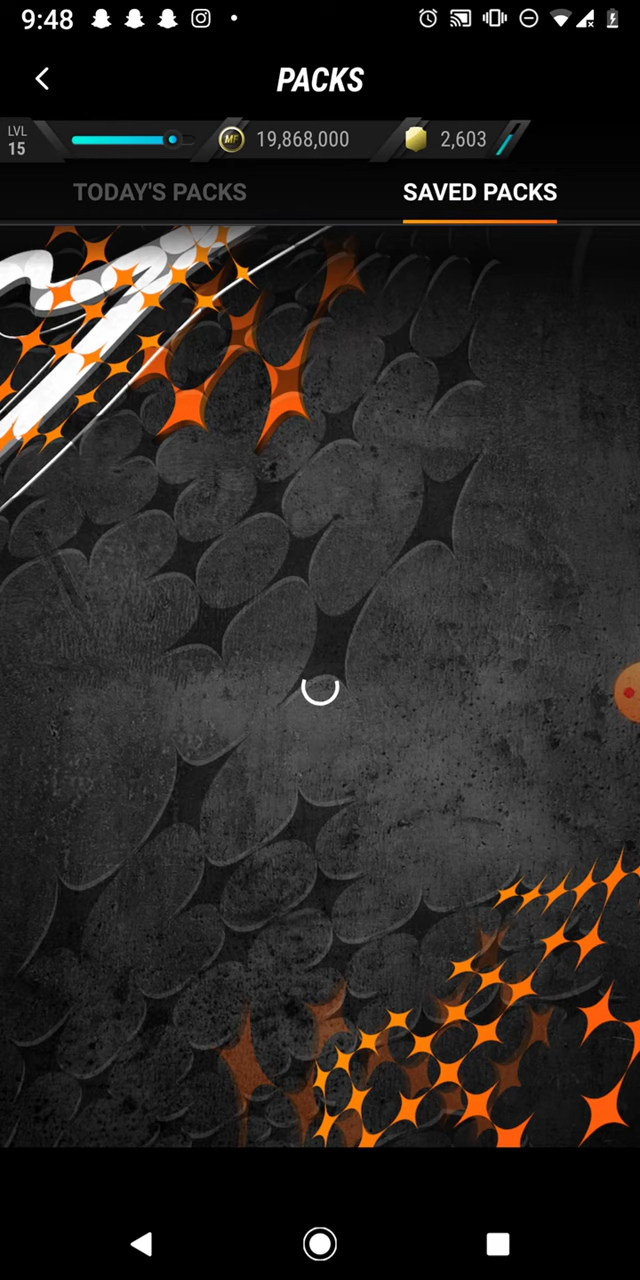 9:48
PACKS
LVL
15
MF
19,868,000
2,603
TODAY'S PACKS
SAVED PACKS